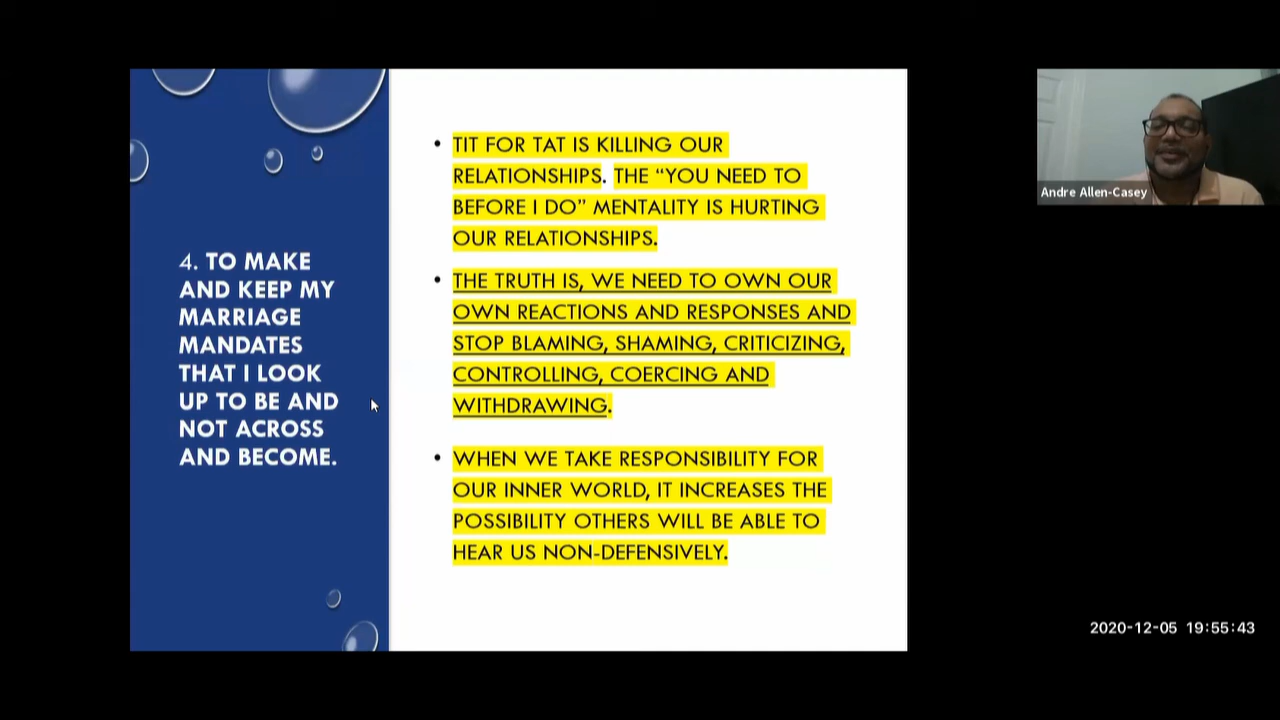 4. TO MAKE
AND KEEP MY
MARRIAGE
MANDATES
THAT I LOOK
UP TO BE AND
NOT ACROSS
AND BECOME.
• TIT FOR TAT IS KILLING OUR
RELATIONSHIPS. THE “YOU NEED TO
BEFORE I DO” MENTALITY IS HURTING
OUR RELATIONSHIPS.
• THE TRUTH IS, WE NEED TO OWN OUR
OWN REACTIONS AND RESPONSES AND
STOP BLAMING, SHAMING, CRITICIZING,
CONTROLLING, COERCING AND
WITHDRAWING.
• WHEN WE TAKE RESPONSIBILITY FOR
OUR INNER WORLD, IT INCREASES THE
POSSIBILITY OTHERS WILL BE ABLE TO
HEAR US NON-DEFENSIVELY.
Andre Allen-Casey
2020-12-05 19:55:43